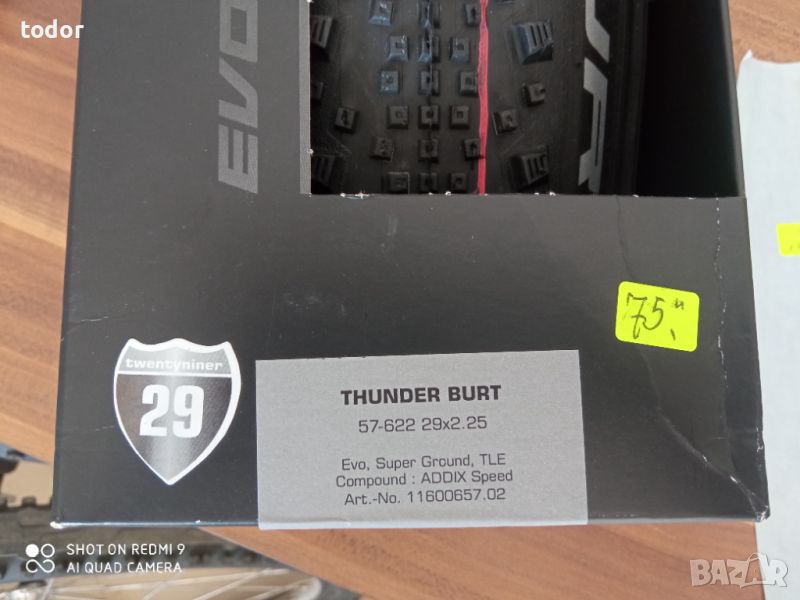 todor
EVO
75.
twentyniner
29
THUNDER BURT
57-622 29x2.25
Evo, Super Ground, TLE
Compound : ADDIX Speed
Art.-No. 11600657.02
SHOT ON REDMI 9
AI QUAD CAMERA
BAZAR